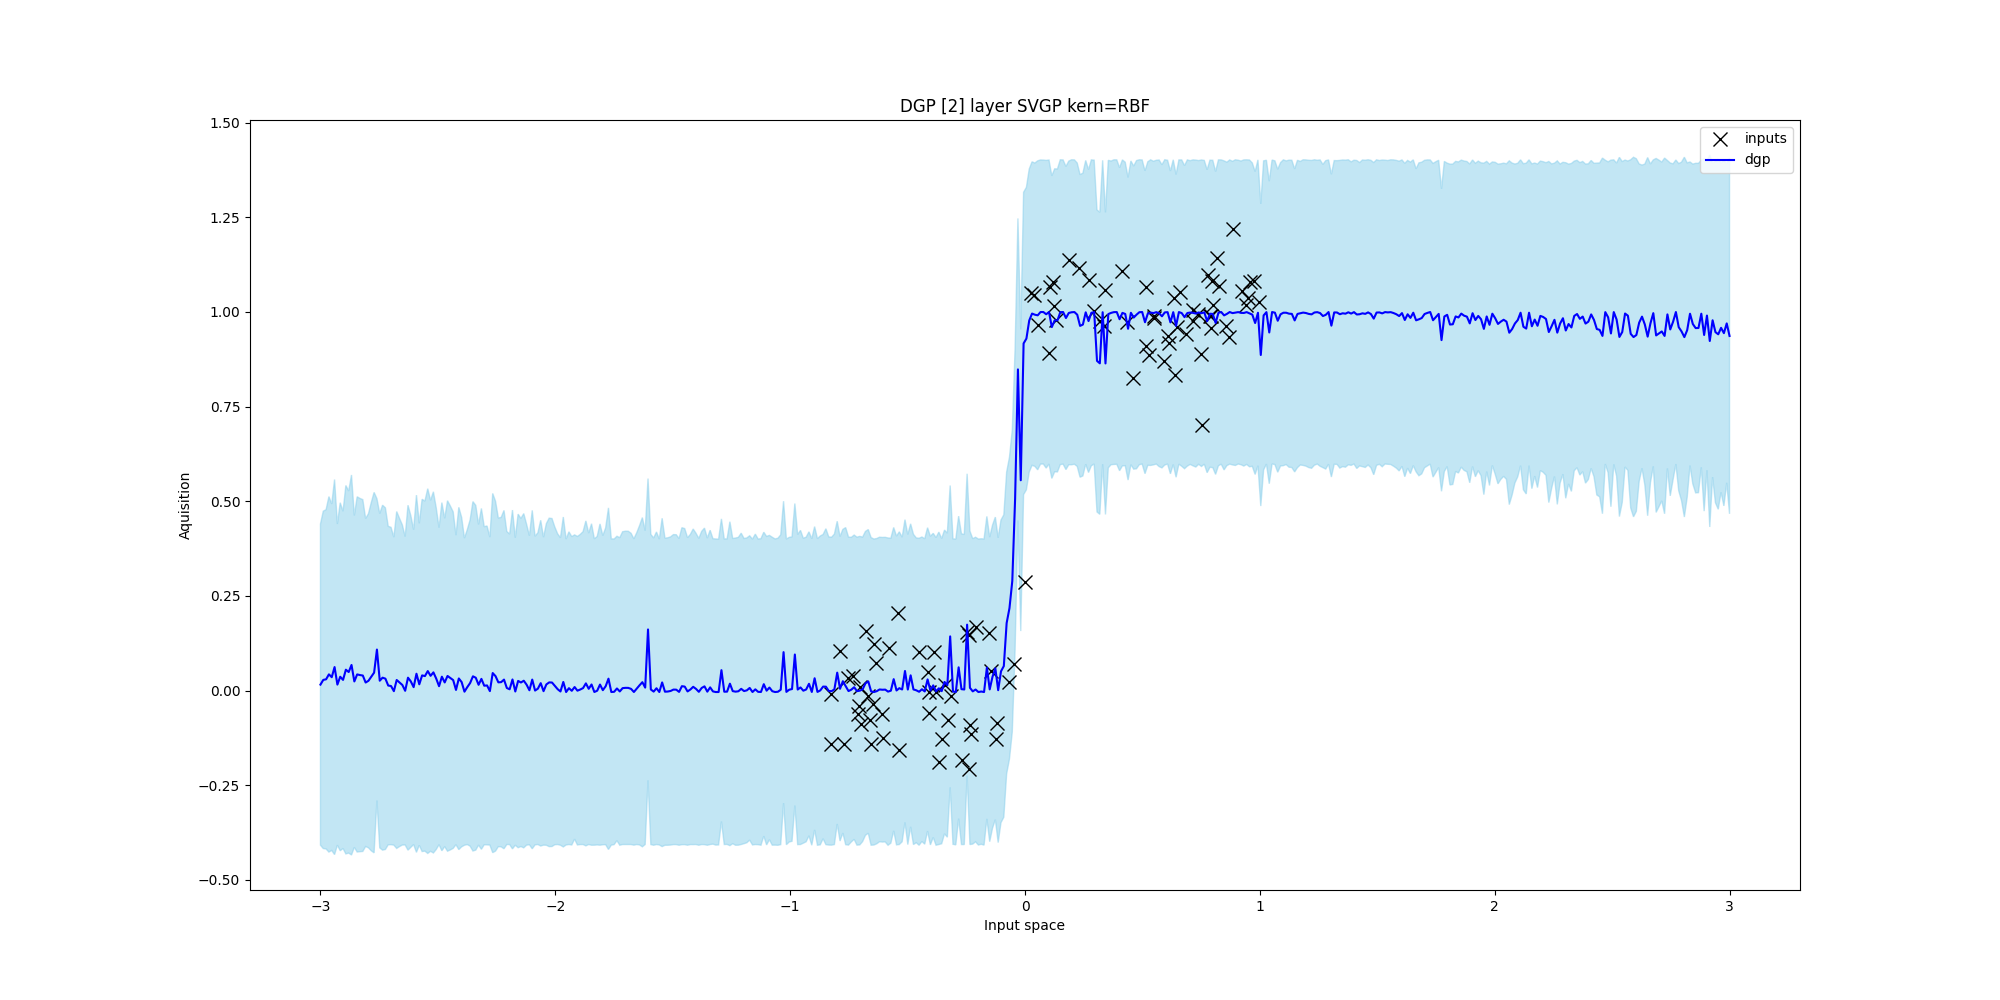 DGP [2] layer SVGP kern=RBF
inputs
dgp
Aquisition
1.50
1.25
1.00
0.75
0.50
0.25
0.00
−0.25
−0.50
−3 −2 −1 0 1 2 3
Input space